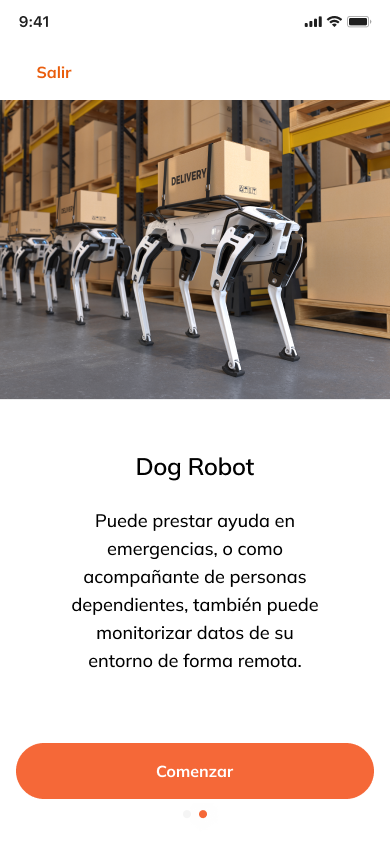 9:41
Salir
DELIVERY
Dog Robot
Puede prestar ayuda en
emergencias, o como
acompañante de personas
dependientes, también puede
monitorizar datos de su
entorno de forma remota.
Comenzar